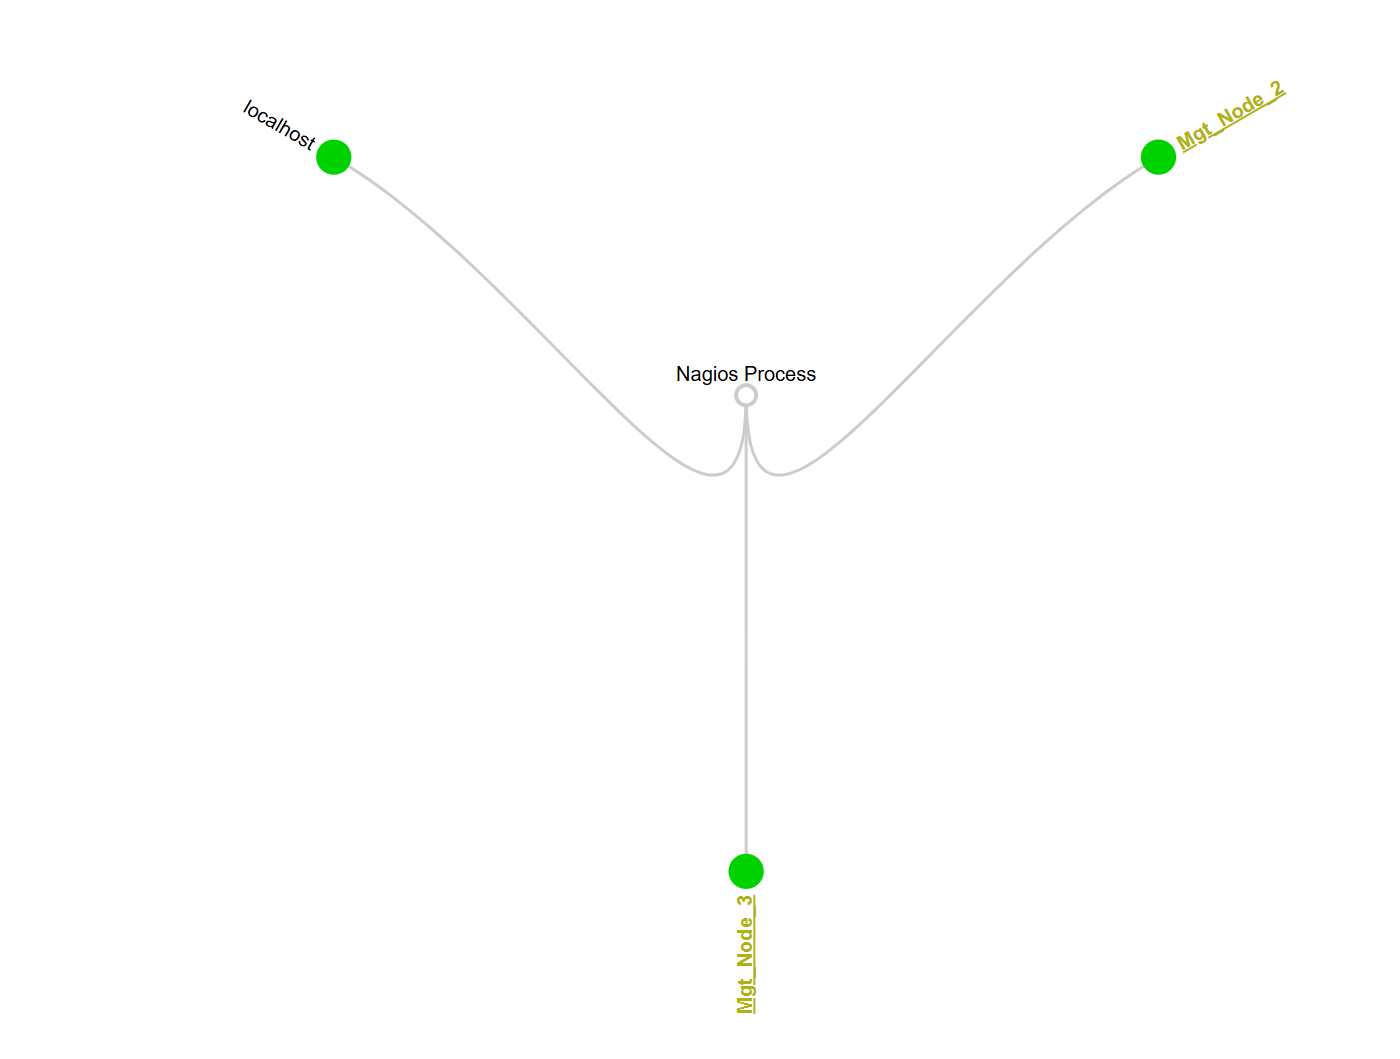 localhost
Mgt_Node_2
Nagios Process
Mgt_Node_3